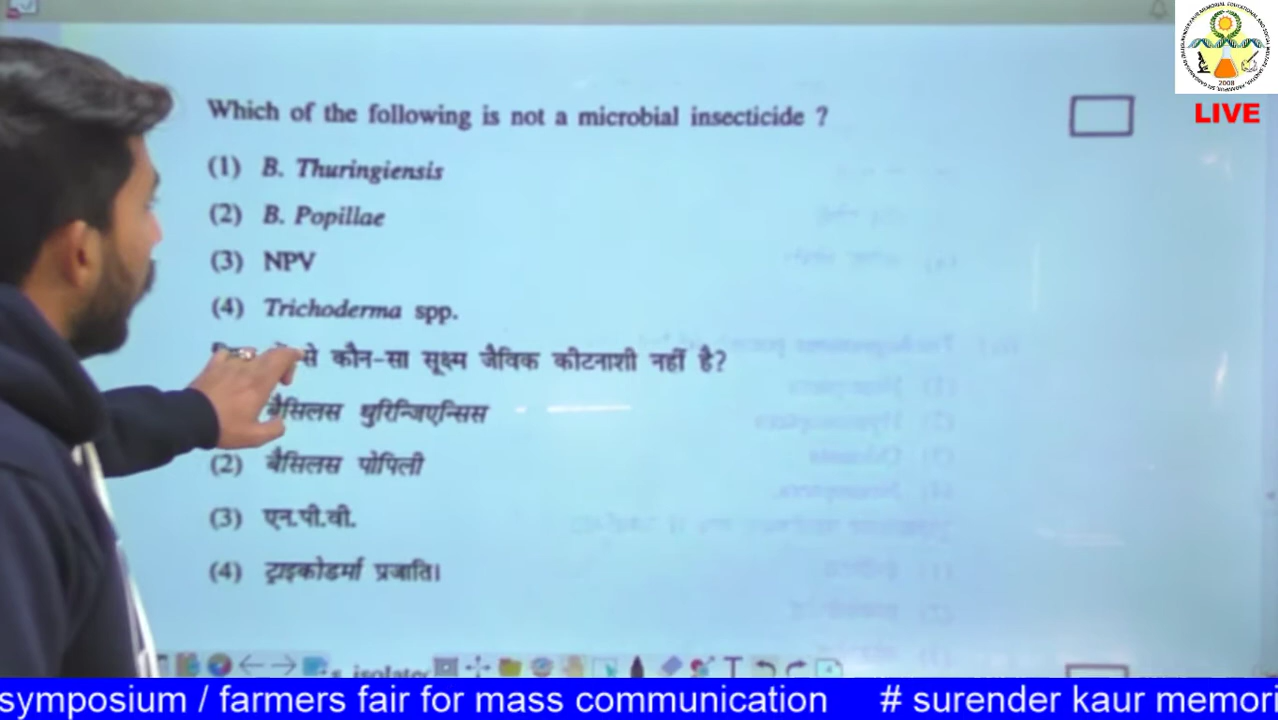 LIVE
2008
Which of the following is not a microbial insecticide ?
(1) B. Thuringiensis
(2) B. Popillae
(3) NPV
(4) Trichoderma spp.
से कौन-सा सूक्ष्म जैविक कीटनाशी नहीं है?
बैसिलस थुरिन्जिएन्सिस
(2) बैसिलस पोपिली
(3) एन.पी.वी.
(4) ट्राइकोडर्मा प्रजाति।
symposium / farmers fair for mass communication # surender kaur memori